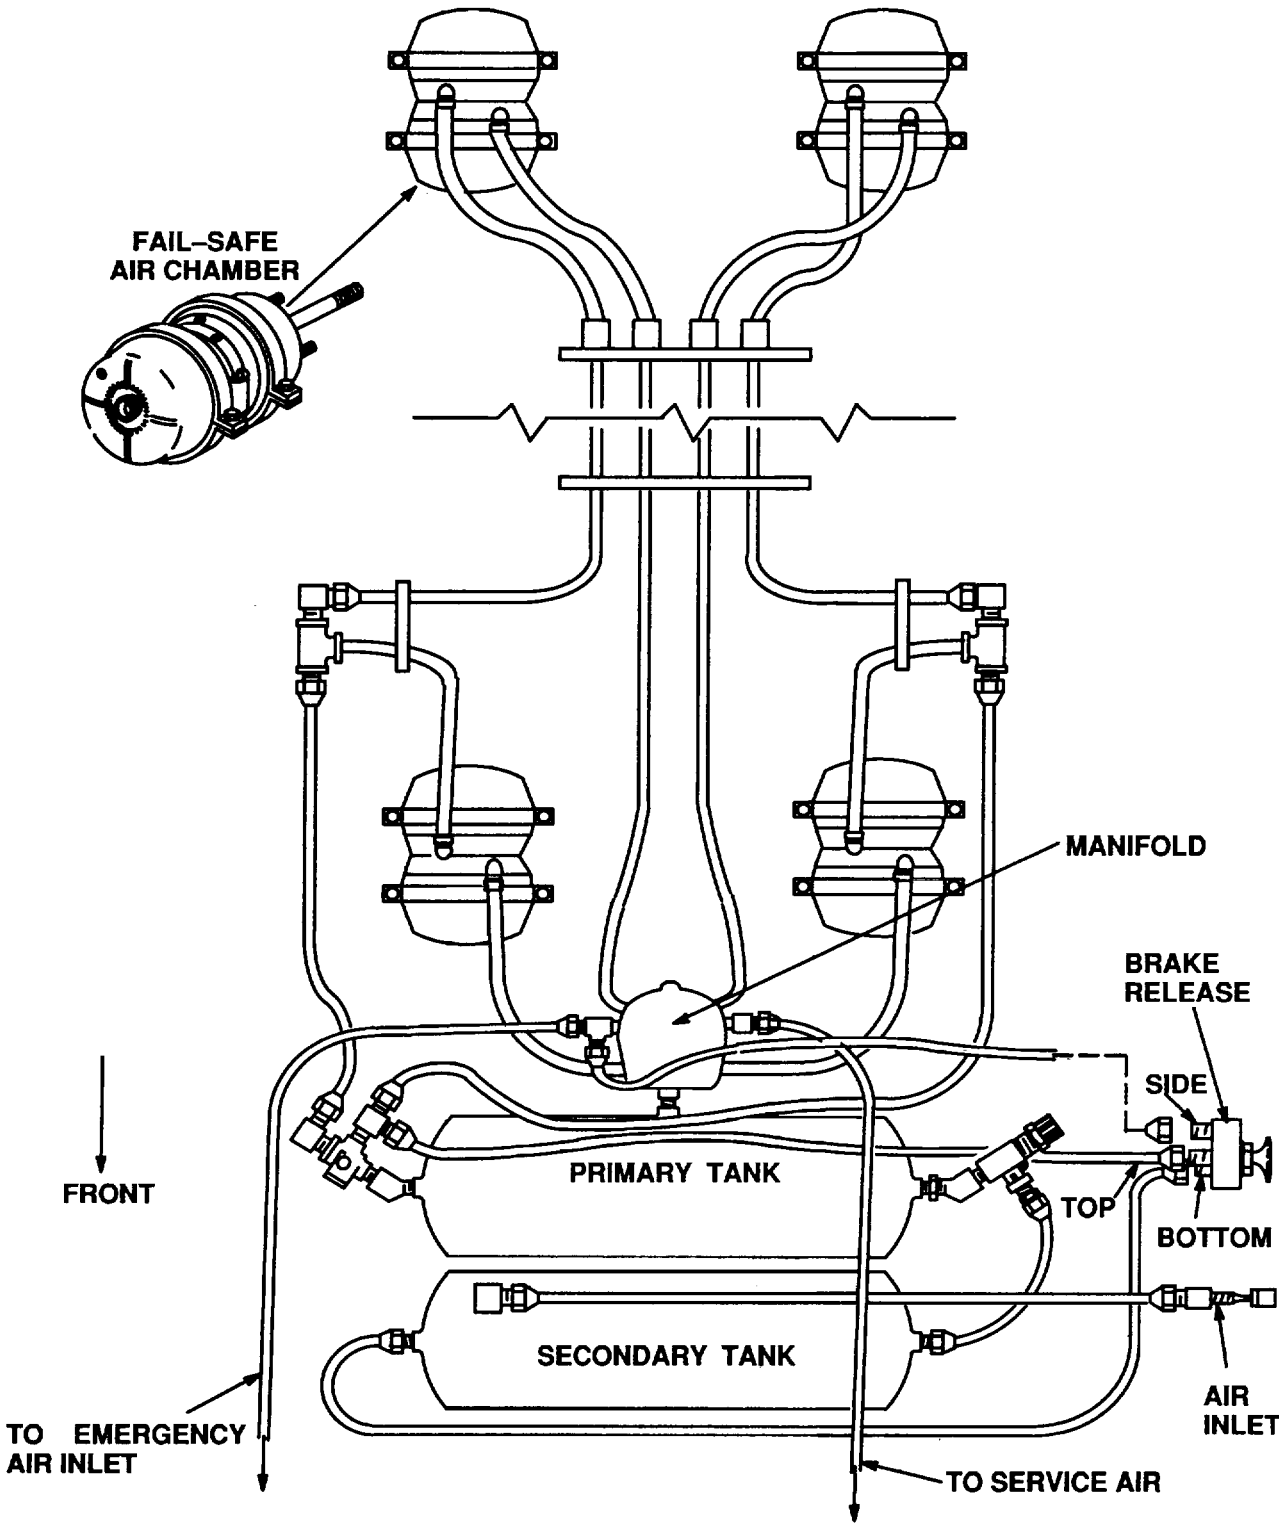 FAIL–SAFE
AIR CHAMBER
MANIFOLD
BRAKE
RELEASE
SIDE
FRONT
PRIMARY TANK
TOP
BOTTOM
SECONDARY TANK
AIR
INLET
TO EMERGENCY
AIR INLET
TO SERVICE AIR